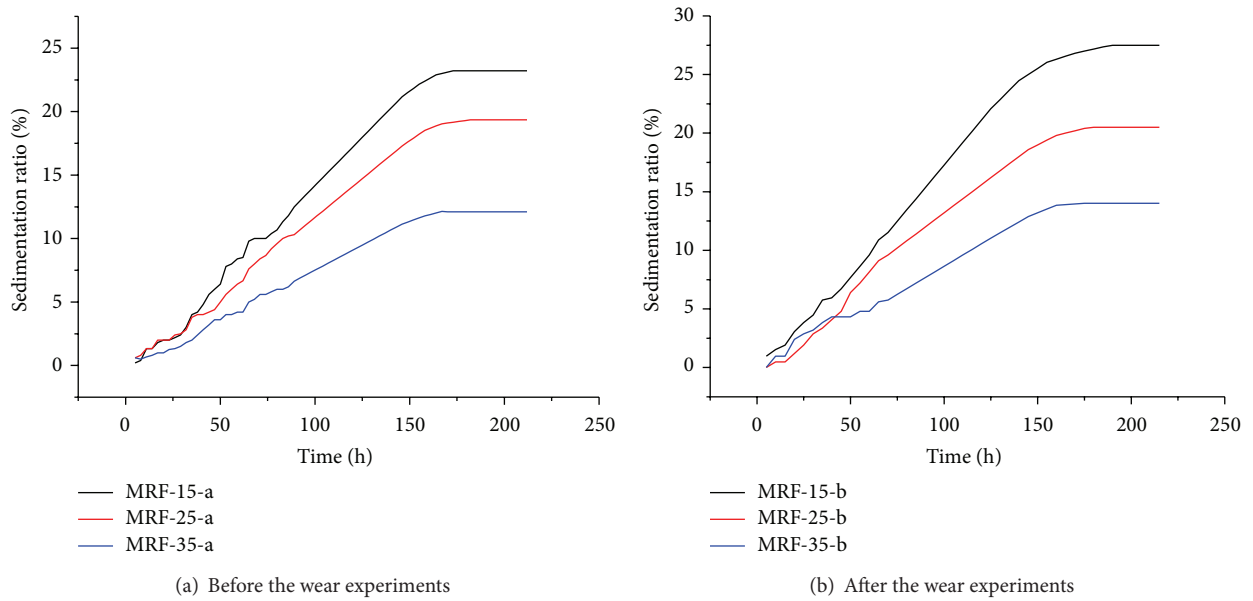 25
20
15
10
5
0
Sedimentation ratio (%)
0 50 100 150 200 250
Time (h)
MRF-15-a
MRF-25-a
MRF-35-a
(a) Before the wear experiments
30
25
20
15
10
5
0
Sedimentation ratio (%)
0 50 100 150 200 250
Time (h)
MRF-15-b
MRF-25-b
MRF-35-b
(b) After the wear experiments